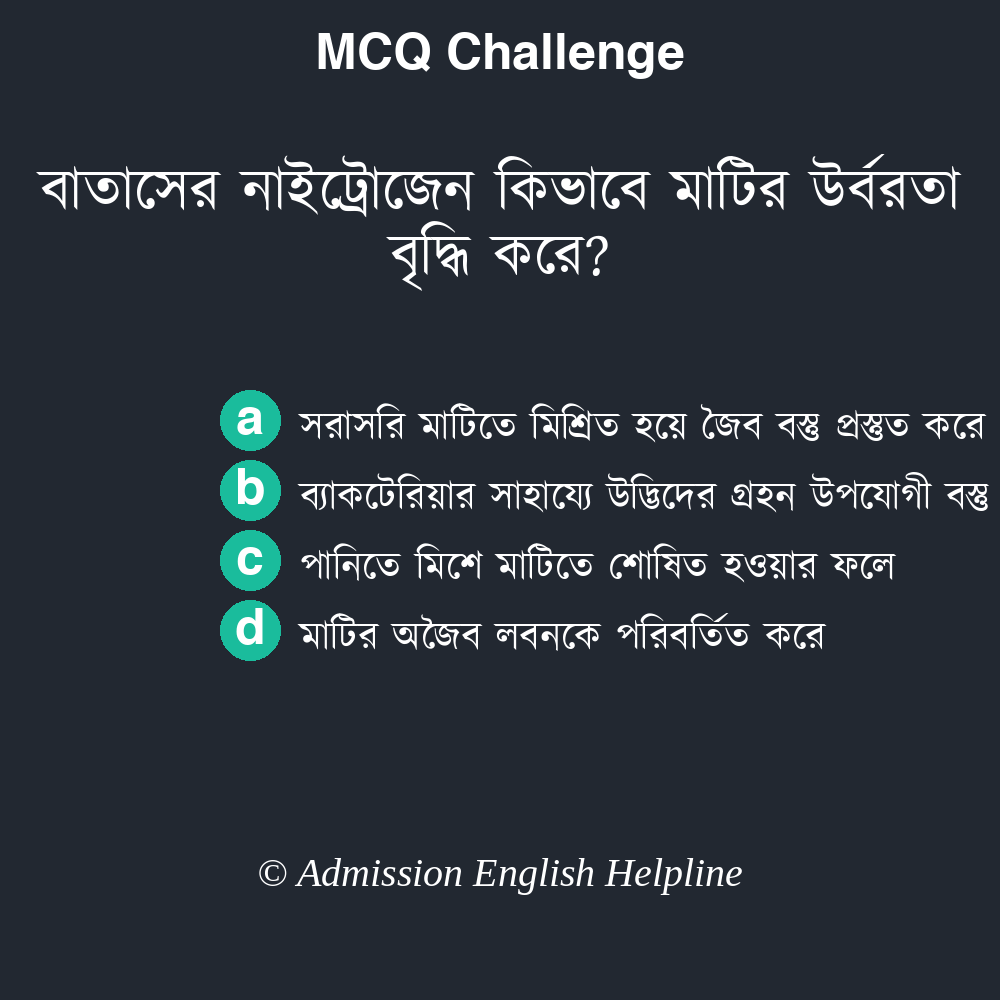 MCQ Challenge
বাতাসের নাইট্রোজেন কিভাবে মাটির উর্বরতা
বৃদ্ধি করে?
a সরাসরি মাটিতে মিশ্রিত হয়ে জৈব বস্তু প্রস্তুত করে
b ব্যাকটেরিয়ার সাহায্যে উদ্ভিদের গ্রহন উপযোগী বস্তু
c পানিতে মিশে মাটিতে শোষিত হওয়ার ফলে
d মাটির অজৈব লবনকে পরিবর্তিত করে
© Admission English Helpline